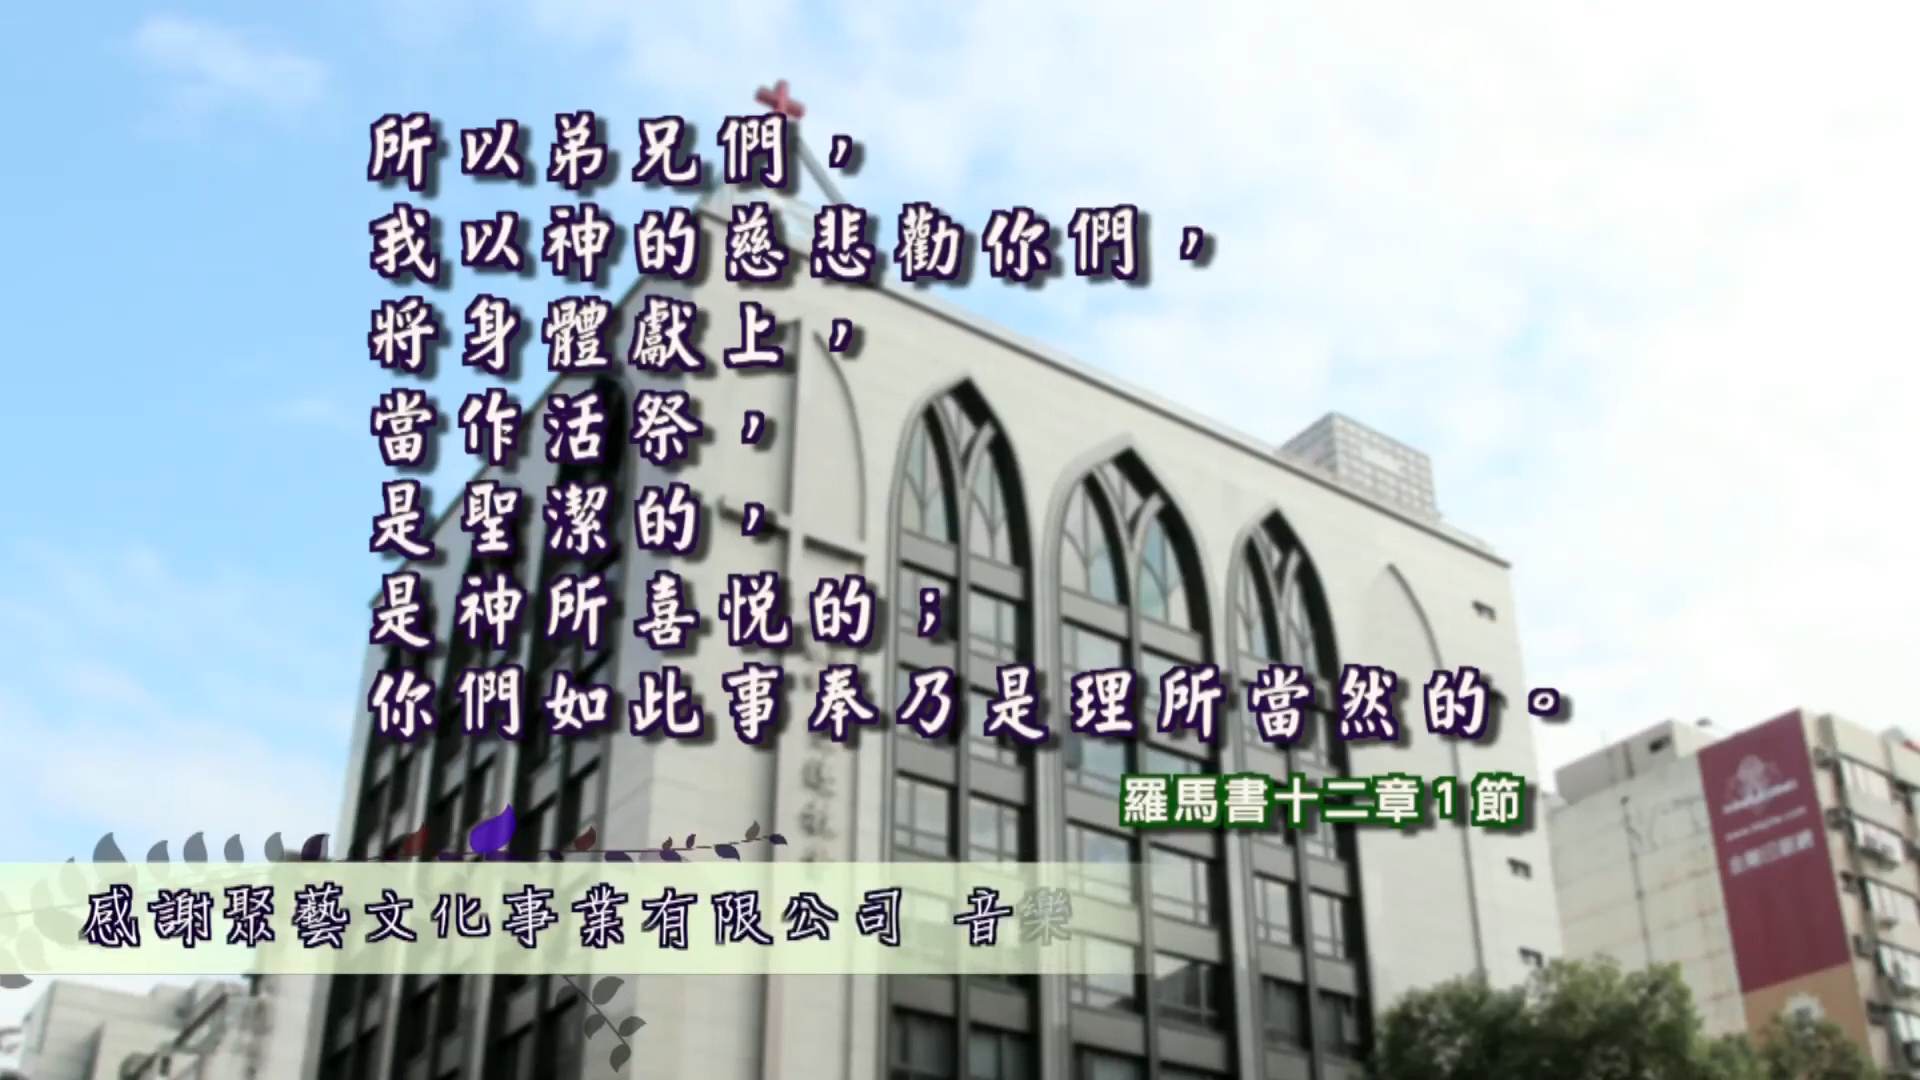 所以弟兄們，
我以神的慈悲勸你們，
將身體獻上，
當作活祭，
是聖潔的，
是神所喜悅的；
你們如此事奉乃是理所當然的。
羅馬書十二章1節
感謝聚藝文化事業有限公司 音樂